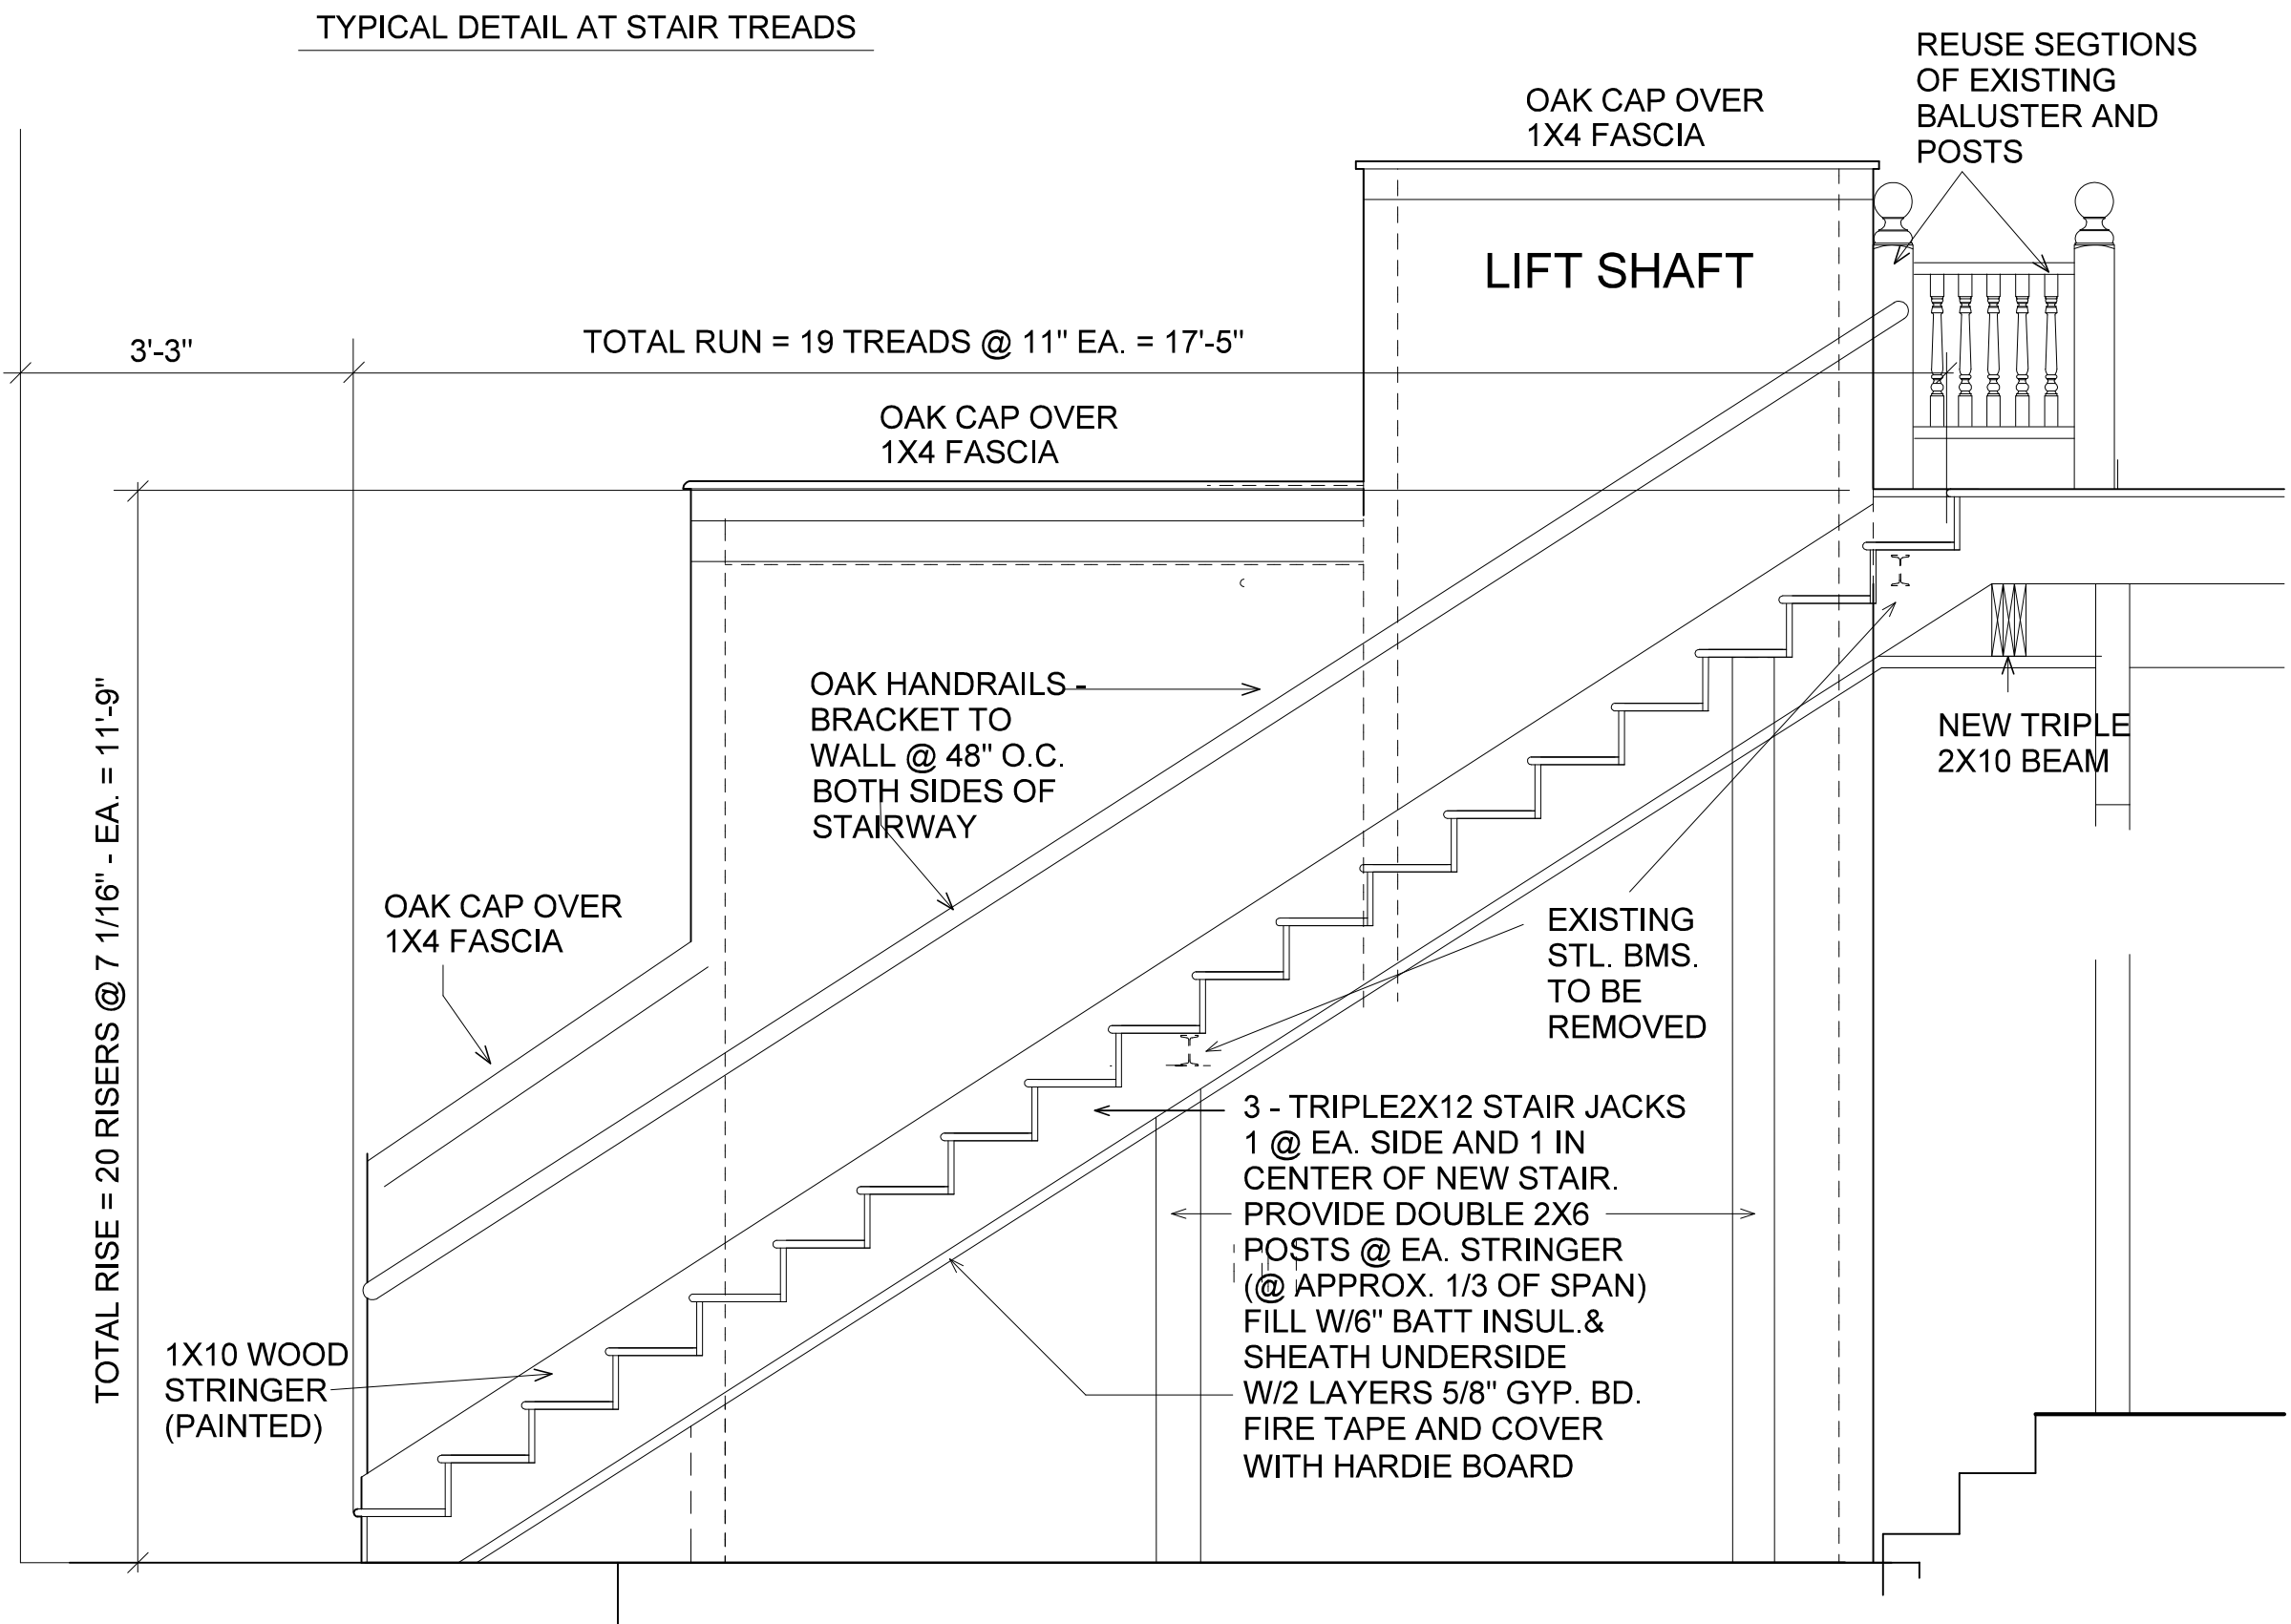 TYPICAL DETAIL AT STAIR TREADS
REUSE SEGTIONS
OF EXISTING
BALUSTER AND
POSTS
OAK CAP OVER
1X4 FASCIA
LIFT SHAFT
3'-3"
TOTAL RUN = 19 TREADS @ 11" EA. = 17'-5"
OAK CAP OVER
1X4 FASCIA
OAK HANDRAILS -
BRACKET TO
WALL @ 48" O.C.
BOTH SIDES OF
STAIRWAY
NEW TRIPLE
2X10 BEAM
TOTAL RISE = 20 RISERS @ 7 1/16" - EA. = 11'-9"
OAK CAP OVER
1X4 FASCIA
EXISTING
STL. BMS.
TO BE
REMOVED
3 - TRIPLE2X12 STAIR JACKS
1 @ EA. SIDE AND 1 IN
CENTER OF NEW STAIR.
PROVIDE DOUBLE 2X6
POSTS @ EA. STRINGER
(@ APPROX. 1/3 OF SPAN)
FILL W/6" BATT INSUL.&
SHEATH UNDERSIDE
W/2 LAYERS 5/8" GYP. BD.
FIRE TAPE AND COVER
WITH HARDIE BOARD
1X10 WOOD
STRINGER
(PAINTED)